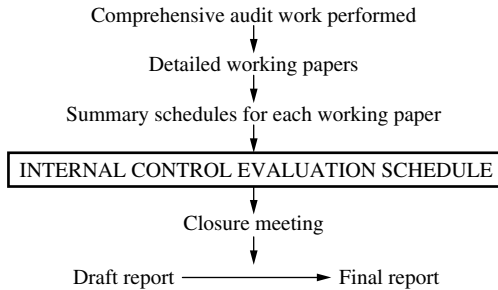 Comprehensive audit work performed
Detailed working papers
Summary schedules for each working paper
INTERNAL CONTROL EVALUATION SCHEDULE
Closure meeting
Draft report Final report